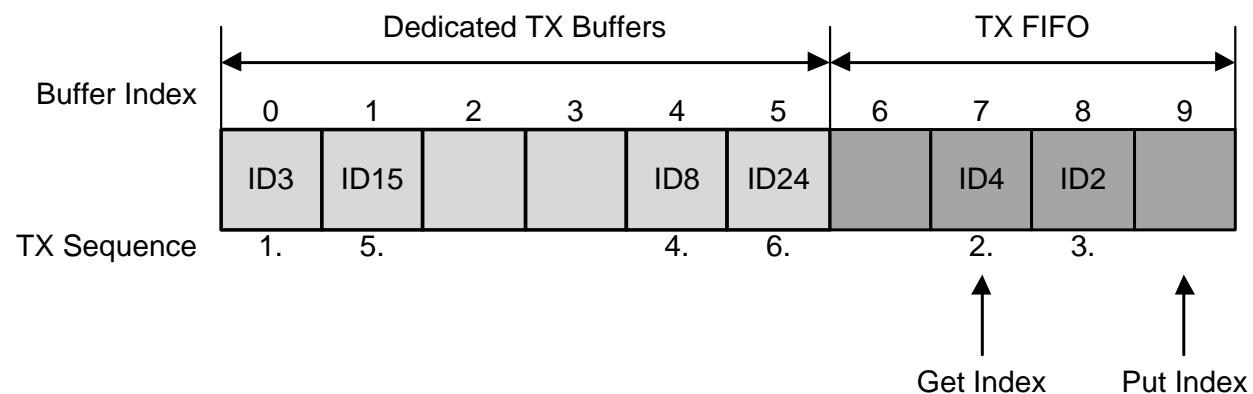 Dedicated TX Buffers TX FIFO
Buffer Index 0 1 2 3 4 5 6 7 8 9
ID3 ID15 ID8 ID24 ID4 ID2
TX Sequence 1. 5. 4. 6. 2. 3.
Get Index Put Index